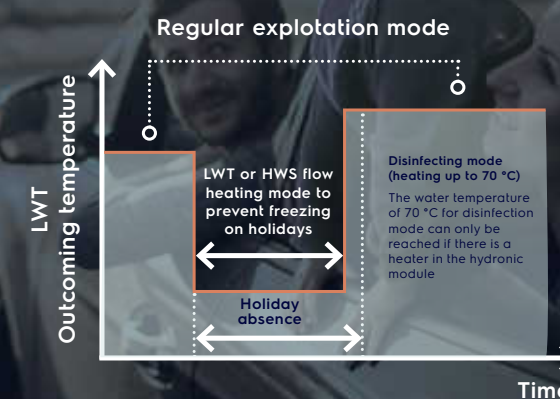 Regular explotation mode
LWT
Outcoming temperature
LWT or HWS flow
heating mode to
prevent freezing
on holidays
Disinfecting mode
(heating up to 70 °C)
The water temperature
of 70 °C for disinfection
mode can only be
reached if there is a
heater in the hydronic
module
Holiday
absence
Time